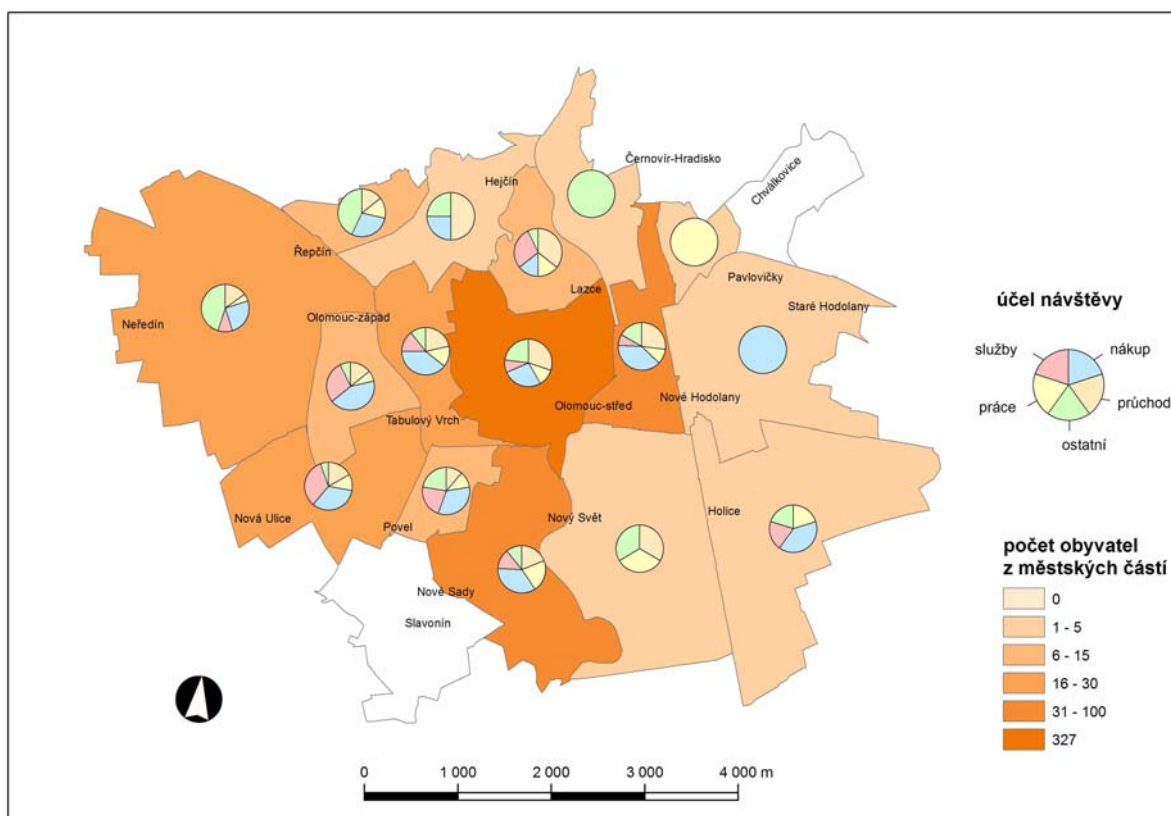 Černovír-Hradisko
Chválkovice
Hejčín
Řepčín
Pavlovičky
Lazce
Staré Hodolany
Neředín
Olomouc-západ
Olomouc-střed
Nové Hodolany
Tabulový Vrch
Nová Ulice
Povel
Nový Svět
Holice
Nové Sady
Slavonín
účel návštěvy
služby
nákup
práce
průchod
ostatní
počet obyvatel
z městských částí
0
1 - 5
6 - 15
16 - 30
31 - 100
327
0 1 000 2 000 3 000 4 000 m